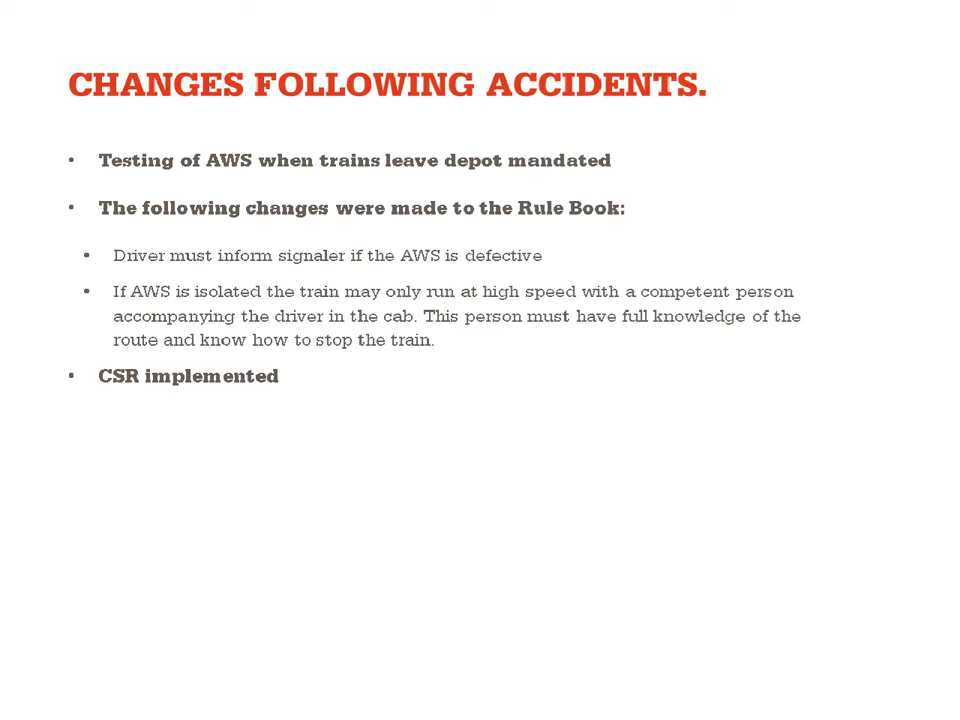 CHANGES FOLLOWING ACCIDENTS.
• Testing of AWS when trains leave depot mandated
• The following changes were made to the Rule Book:
• Driver must inform signaler if the AWS is defective
• If AWS is isolated the train may only run at high speed with a competent person
accompanying the driver in the cab. This person must have full knowledge of the
route and know how to stop the train.
• CSR implemented